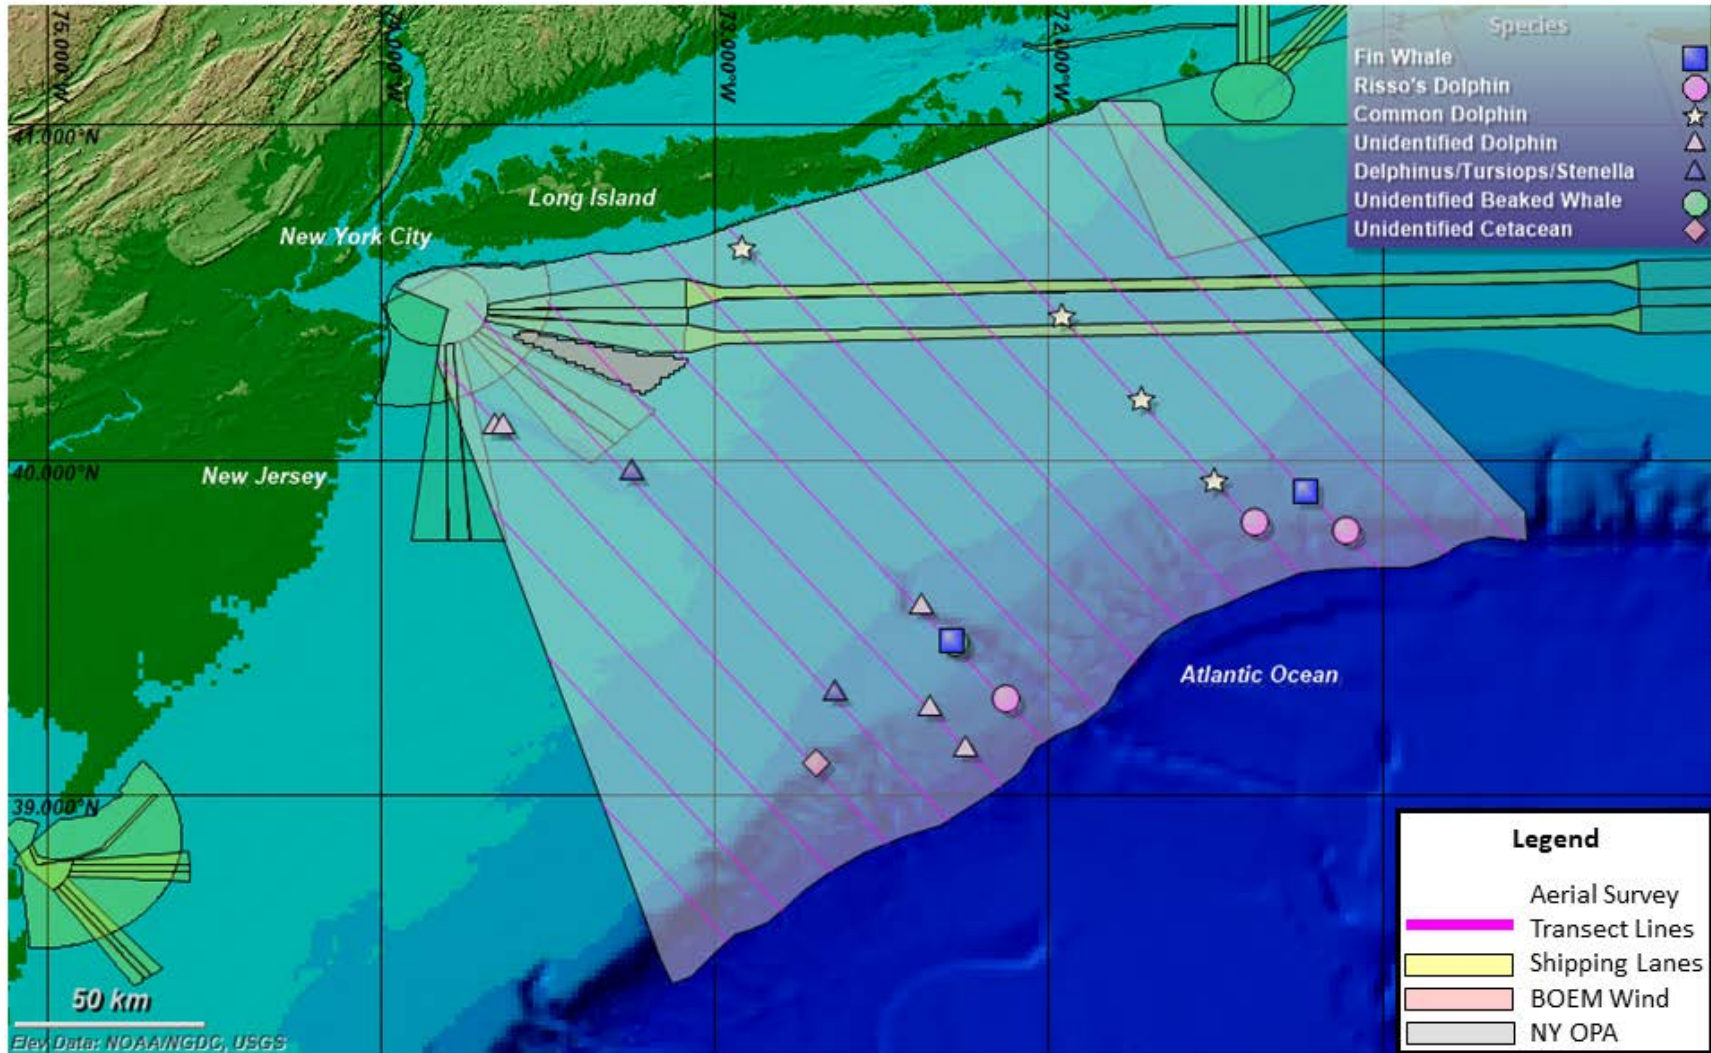 75.000°W
74.000°W
73.000°W
72.000°W
Species
Fin Whale
Risso's Dolphin
Common Dolphin
Unidentified Dolphin
Delphinus/Tursiops/Stenella
Unidentified Beaked Whale
Unidentified Cetacean
41.000°N
Long Island
New York City
40.000°N
New Jersey
Atlantic Ocean
39.000°N
Legend
Aerial Survey
Transect Lines
Shipping Lanes
BOEM Wind
NY OPA
50 km
Elev Data: NOAA/NGDC, USGS